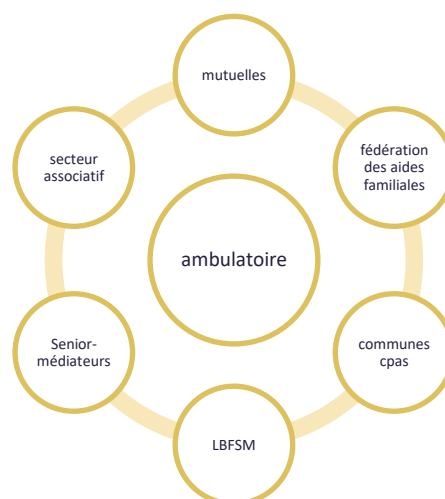 mutuelles
secteur
associatif
fédération
des aides
familiales
ambulatoire
Senior-
médiateurs
communes
cpas
LBFSM